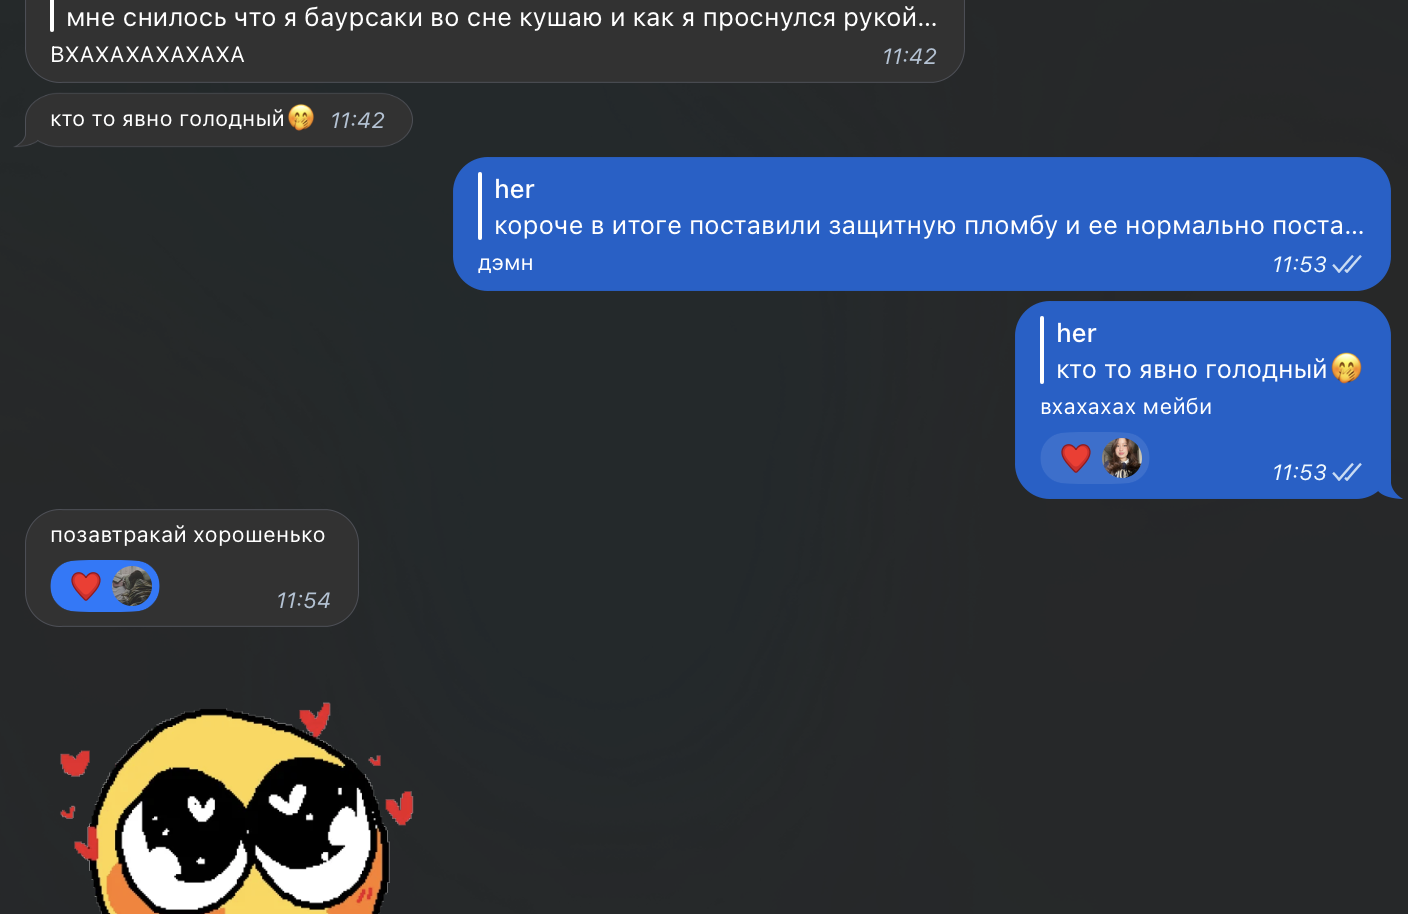 мне снилось что я баурсаки во сне кушаю и как я проснулся рукой...
ВХАХАХАХАХАХА
11:42
кто то явно голодный🤭 11:42
her
короче в итоге поставили защитную пломбу и ее нормально поста...
дэмн
11:53
her
кто то явно голодный🤭
вхахахах мейби
11:53
позавтракай хорошенько
11:54